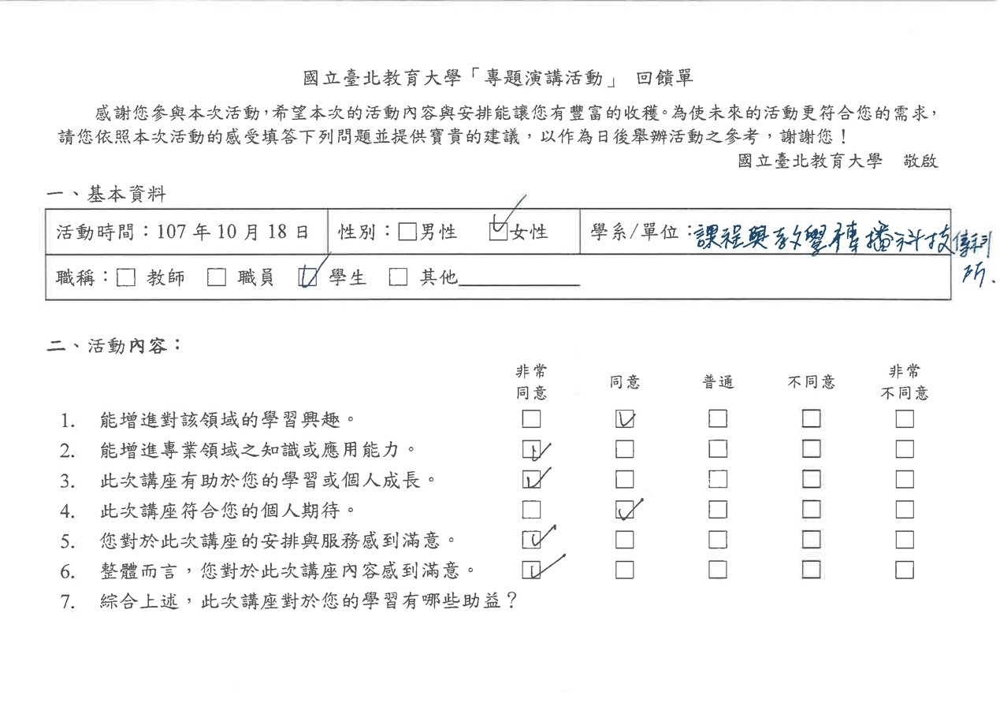 國立臺北教育大學「專題演講活動」 回饋單
感謝您參與本次活動，希望本次的活動內容與安排能讓您有豐富的收穫。為使未來的活動更符合您的需求，
請您依照本次活動的感受填答下列問題並提供寶貴的建議，以作為日後舉辦活動之參考，謝謝您！
國立臺北教育大學 敬啟
一、基本資料
活動時間：107 年 10 月 18 日 性別：□男性 ☑女性 學系/單位：課程與教學傳播科技傳科所.
職稱：□ 教師 □ 職員 ☑ 學生 □ 其他
二、活動內容：
非常同意 同意 普通 不同意 非常不同意
1. 能增進對該領域的學習興趣。 □ ☑ □ □ □
2. 能增進專業領域之知識或應用能力。 ☑ □ □ □ □
3. 此次講座有助於您的學習或個人成長。 ☑ □ □ □ □
4. 此次講座符合您的個人期待。 □ ☑ □ □ □
5. 您對於此次講座的安排與服務感到滿意。 ☑ □ □ □ □
6. 整體而言，您對於此次講座內容感到滿意。 ☑ □ □ □ □
7. 綜合上述，此次講座對於您的學習有哪些助益？